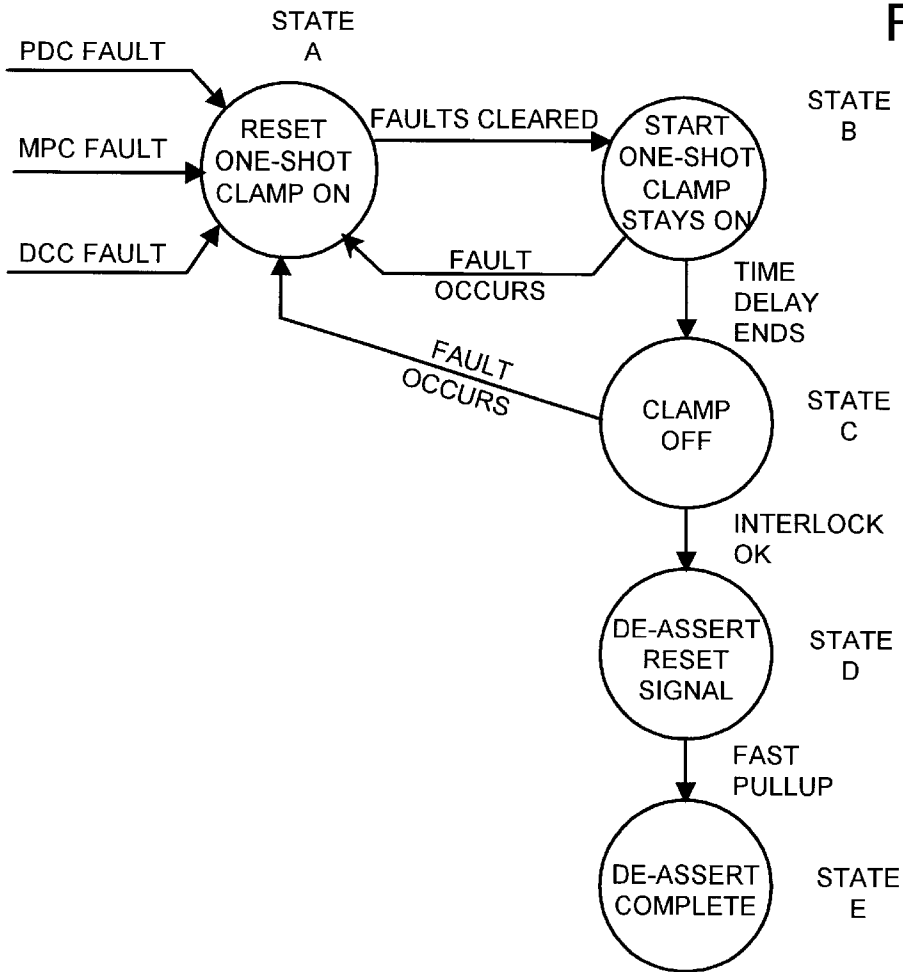 STATE
A
F
PDC FAULT
MPC FAULT
DCC FAULT
RESET
ONE-SHOT
CLAMP ON
FAULTS CLEARED
START
ONE-SHOT
CLAMP
STAYS ON
STATE
B
FAULT
OCCURS
TIME
DELAY
ENDS
FAULT
OCCURS
CLAMP
OFF
STATE
C
INTERLOCK
OK
DE-ASSERT
RESET
SIGNAL
STATE
D
FAST
PULLUP
DE-ASSERT
COMPLETE
STATE
E